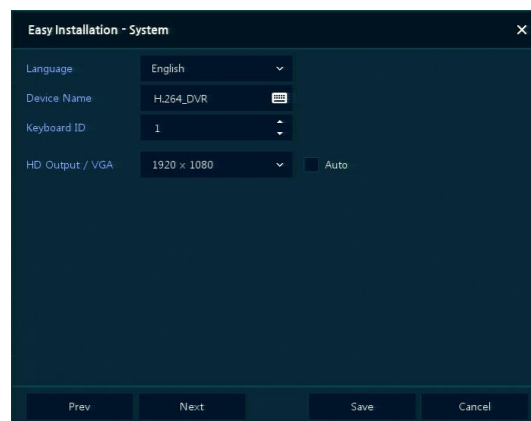 Easy Installation - System
Language English
Device Name H.264_DVR
Keyboard ID 1
HD Output / VGA 1920 x 1080 Auto
Prev Next Save Cancel